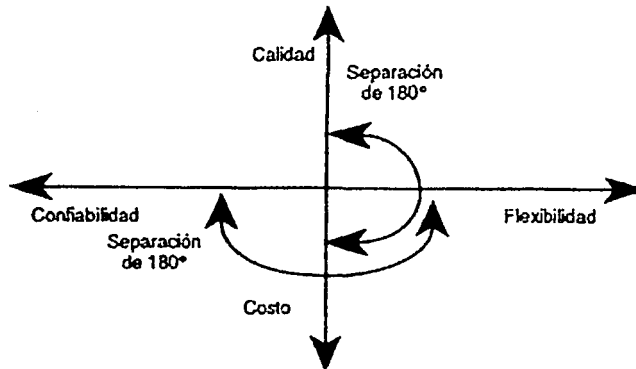 Calidad
Separación
de 180°
Confiabilidad
Flexibilidad
Separación
de 180°
Costo